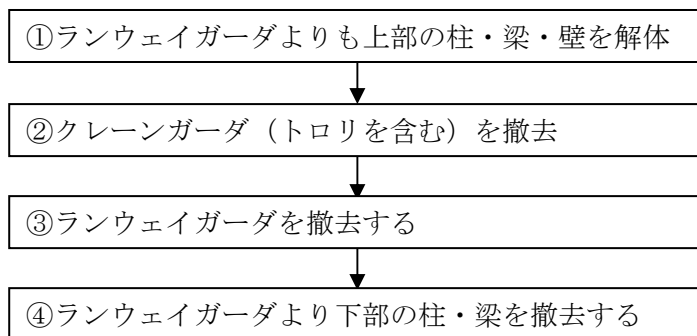 ①ランウェイガーダよりも上部の柱・梁・壁を解体
②クレーンガーダ（トロリを含む）を撤去
③ランウェイガーダを撤去する
④ランウェイガーダより下部の柱・梁を撤去する